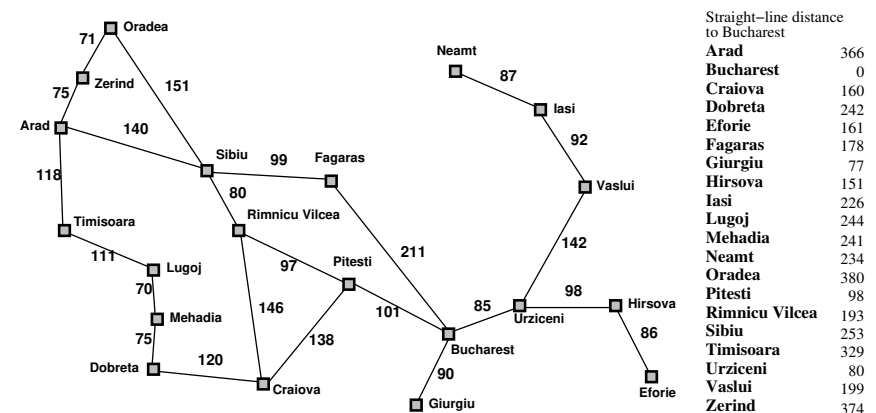 Oradea
71
Zerind
151
75
Arad
140
118
Sibiu
99
Fagaras
80
Rimnicu Vilcea
Timisoara
111
Lugoj
70
Mehadia
75
Dobreta
120
Craiova
146
97
Pitesti
138
101
211
Bucharest
90
Giurgiu
85
Urziceni
98
Hirsova
86
Eforie
142
Vaslui
92
Iasi
87
Neamt
Straight−line distance
to Bucharest
Arad 366
Bucharest 0
Craiova 160
Dobreta 242
Eforie 161
Fagaras 178
Giurgiu 77
Hirsova 151
Iasi 226
Lugoj 244
Mehadia 241
Neamt 234
Oradea 380
Pitesti 98
Rimnicu Vilcea 193
Sibiu 253
Timisoara 329
Urziceni 80
Vaslui 199
Zerind 374